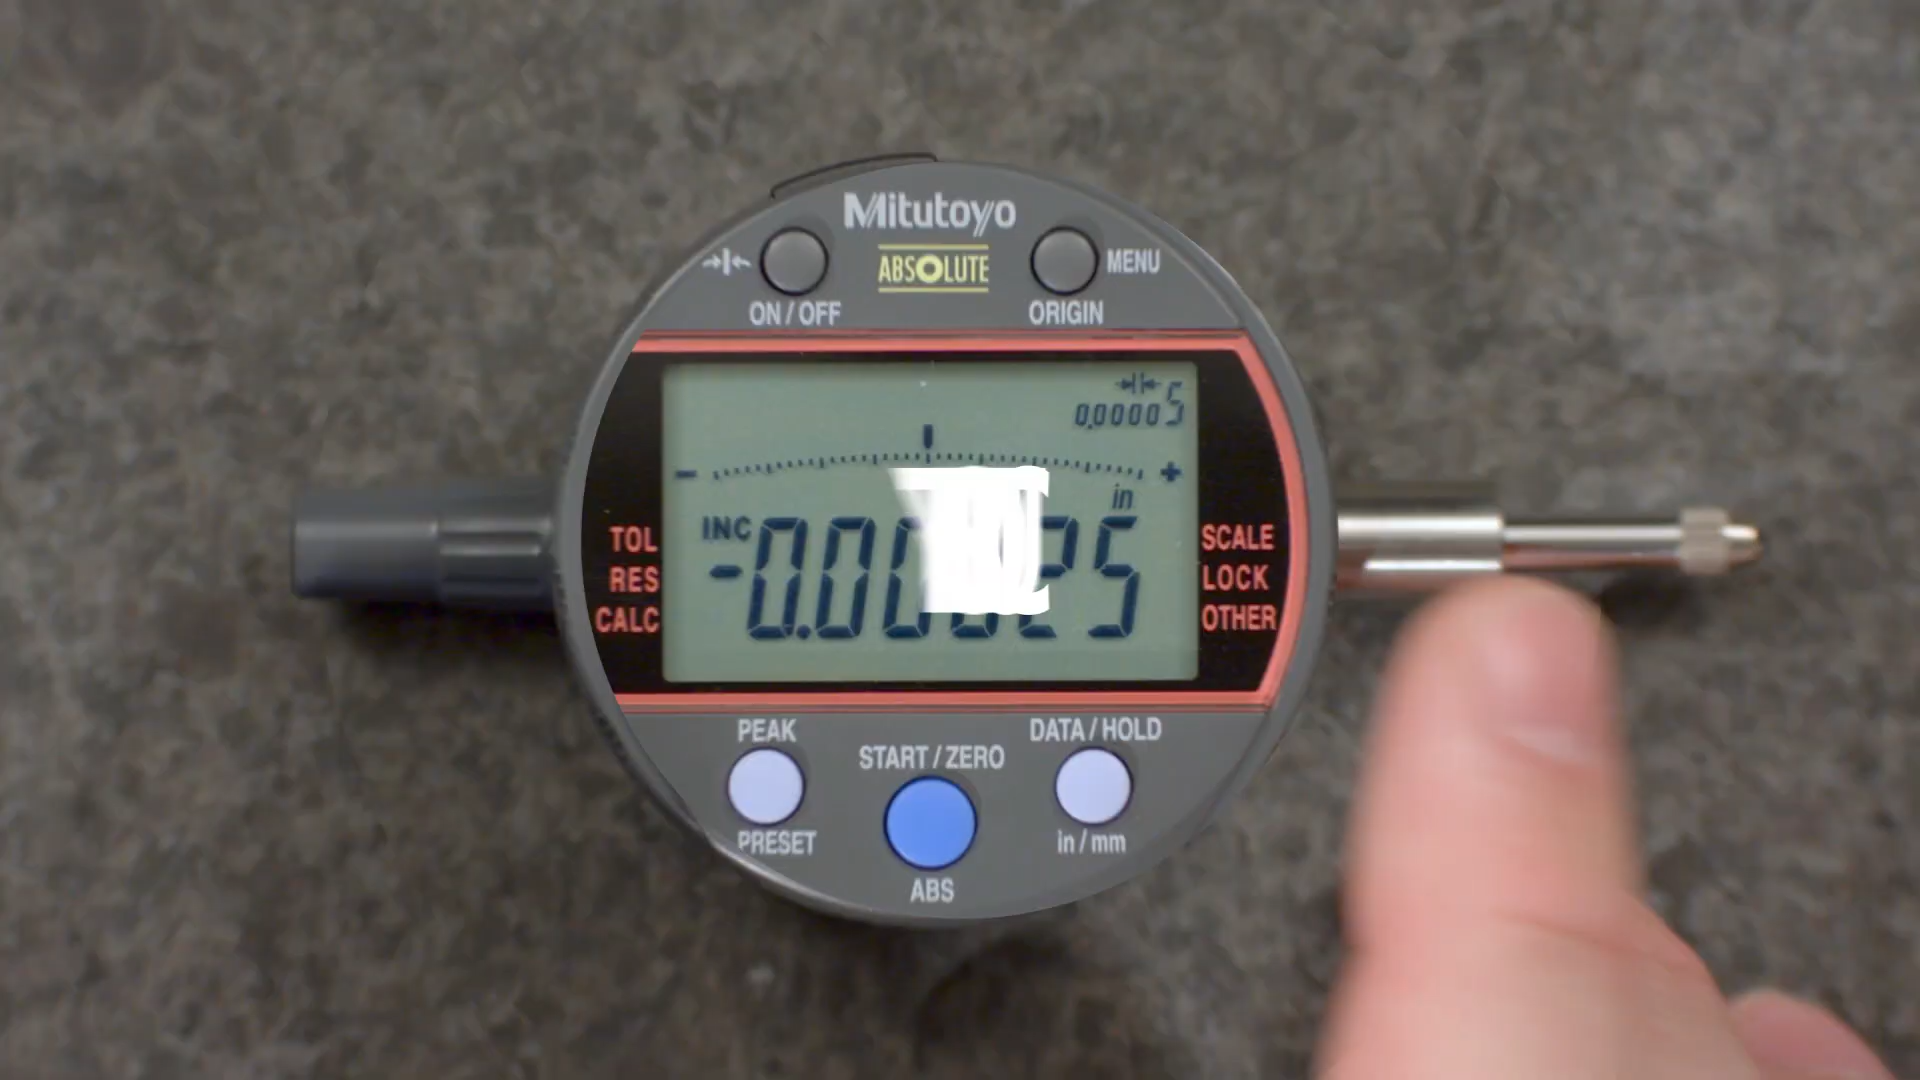 Mitutoyo
ABSOLUTE
MENU
ON / OFF
ORIGIN
0.00005
in
INC
TOL
RES
CALC
SCALE
LOCK
OTHER
PEAK
START / ZERO
DATA / HOLD
PRESET
ABS
in / mm